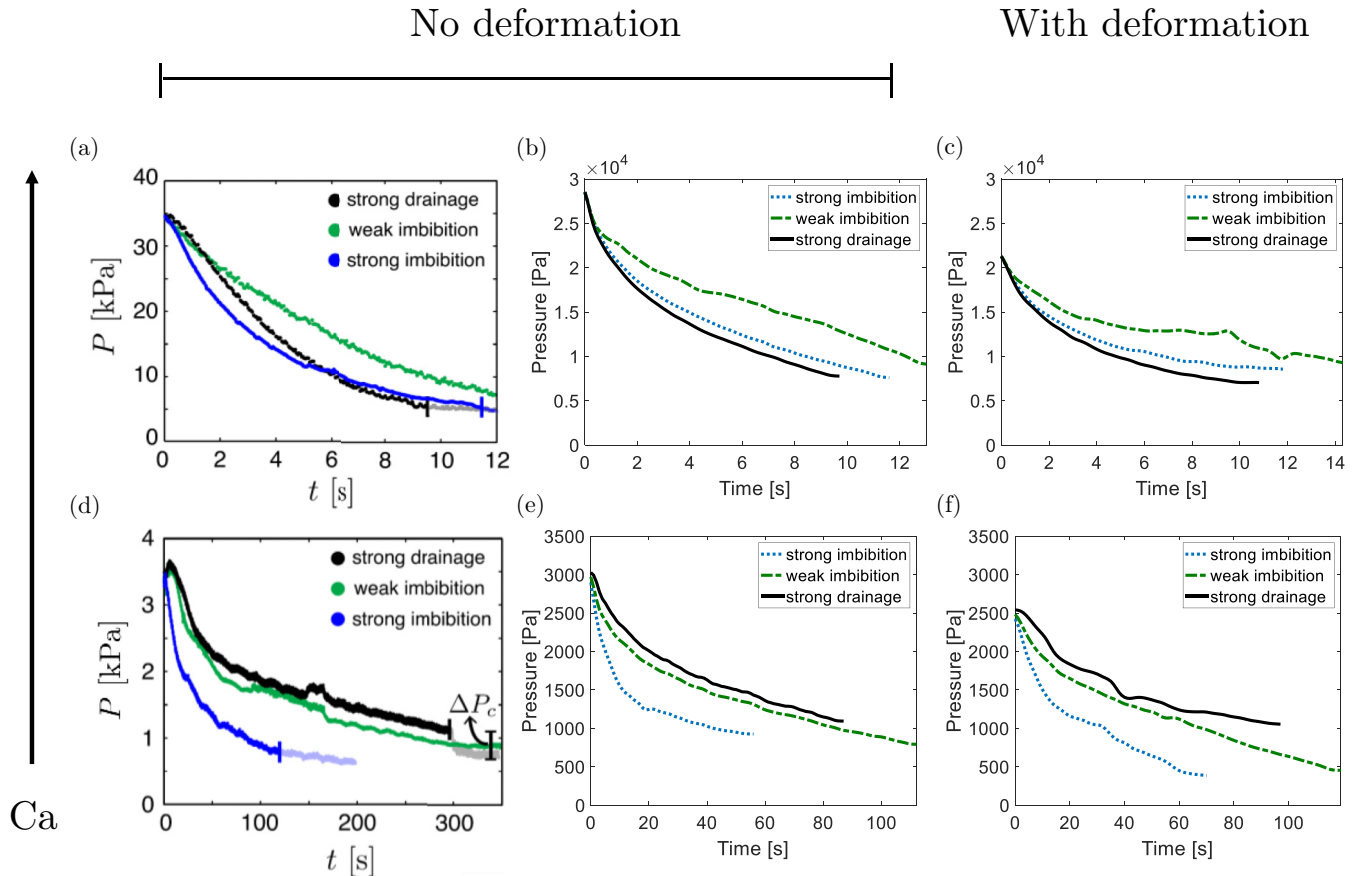 No deformation
With deformation
(a)
40
30
20
10
0
P [kPa]
strong drainage
weak imbibition
strong imbibition
0 2 4 6 8 10 12
t [s]
(b)
×10⁴
3
2.5
2
1.5
1
0.5
0
Pressure [Pa]
strong imbibition
weak imbibition
strong drainage
0 2 4 6 8 10 12
Time [s]
(c)
×10⁴
3
2.5
2
1.5
1
0.5
0
Pressure [Pa]
strong imbibition
weak imbibition
strong drainage
0 2 4 6 8 10 12 14
Time [s]
(d)
4
3
2
1
0
P [kPa]
strong drainage
weak imbibition
strong imbibition
ΔP_c
0 100 200 300
t [s]
(e)
3500
3000
2500
2000
1500
1000
500
0
Pressure [Pa]
strong imbibition
weak imbibition
strong drainage
0 20 40 60 80 100
Time [s]
(f)
3500
3000
2500
2000
1500
1000
500
0
Pressure [Pa]
strong imbibition
weak imbibition
strong drainage
0 20 40 60 80 100
Time [s]
Ca